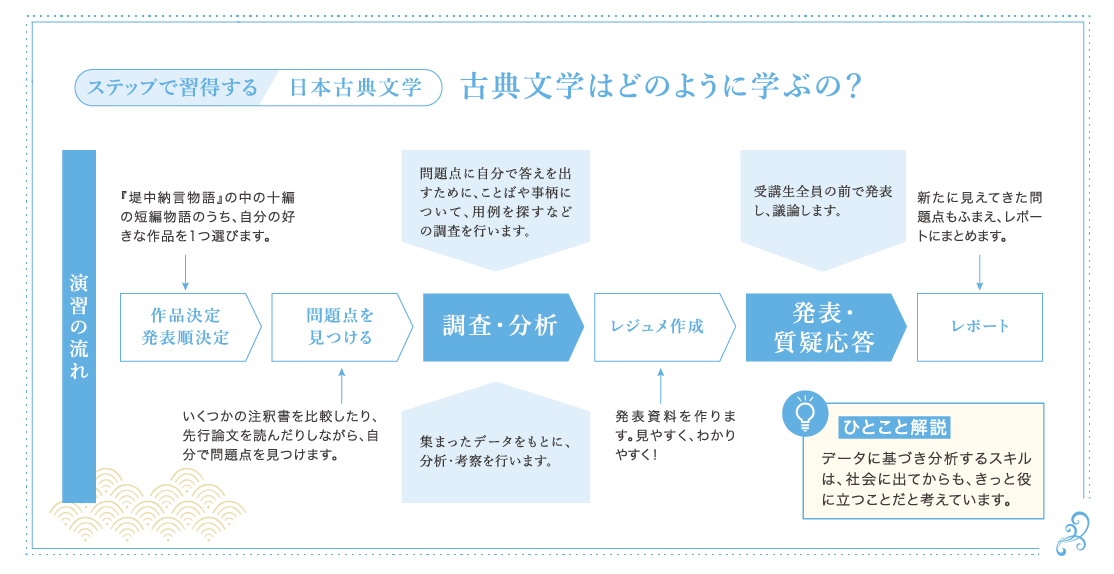 ステップで習得する 日本古典文学 古典文学はどのように学ぶの？
演習の流れ
『堤中納言物語』の中の十編
の短編物語のうち、自分の好
きな作品を1つ選びます。
作品決定
発表順決定
問題点を
見つける
いくつかの注釈書を比較したり、
先行論文を読んだりしながら、自
分で問題点を見つけます。
問題点に自分で答えを出
すために、ことばや事柄に
ついて、用例を探すなど
の調査を行います。
調査・分析
集まったデータをもとに、
分析・考察を行います。
レジュメ作成
発表資料を作りま
す。見やすく、わかり
やすく！
受講生全員の前で発表
し、議論します。
発表・
質疑応答
新たに見えてきた問
題点もふまえ、レポー
トにまとめます。
レポート
ひとこと解説
データに基づき分析するスキル
は、社会に出てからも、きっと役
に立つことだと考えています。